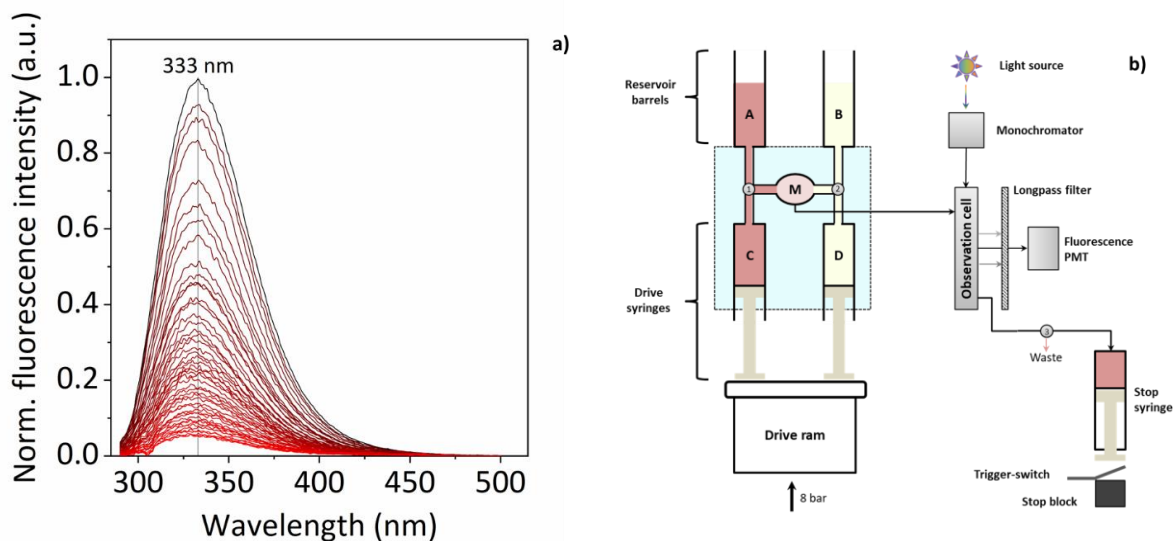 a)
Norm. fluorescence intensity (a.u.)
333 nm
1.0
0.8
0.6
0.4
0.2
0.0
300 350 400 450 500
Wavelength (nm)
b)
Reservoir
barrels
A
B
1
M
2
C
D
Drive
syringes
Drive ram
8 bar
Light source
Monochromator
Longpass filter
Observation cell
Fluorescence
PMT
3
Waste
Stop
syringe
Trigger-switch
Stop block